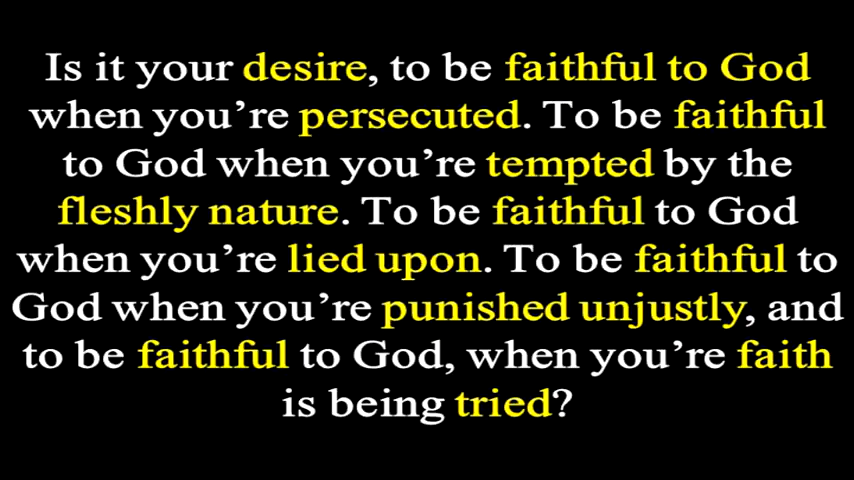 Is it your desire, to be faithful to God
when you’re persecuted. To be faithful
to God when you’re tempted by the
fleshly nature. To be faithful to God
when you’re lied upon. To be faithful to
God when you’re punished unjustly, and
to be faithful to God, when you’re faith
is being tried?